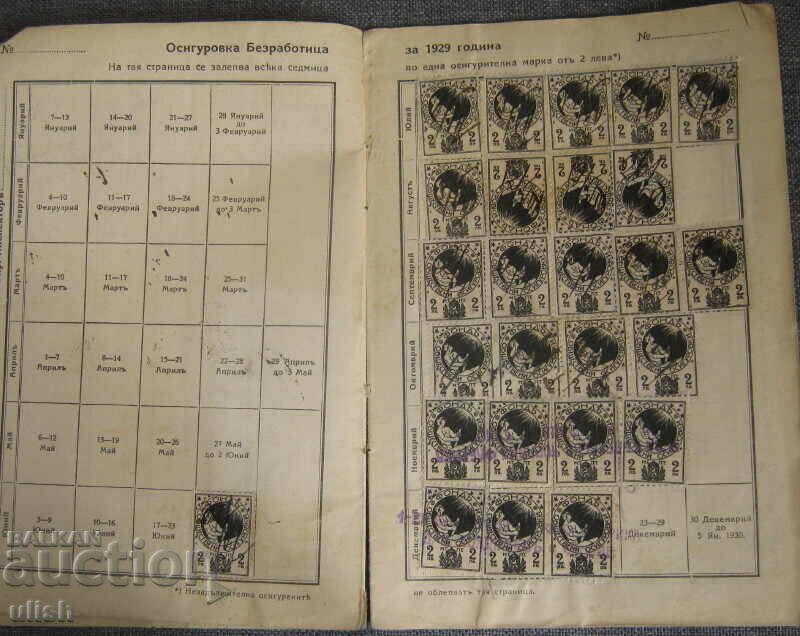 №
Осигуровка Безработица
На тая страница се залепва всѣка седмица
Януарий
7—13
Януарий
14—20
Януарий
21—27
Януарий
28 Януарий
до
3 Февруарий
Февруарий
4—10
Февруарий
11—17
Февруарий
18—24
Февруарий
25 Февруарий
до 3 Мартъ
Мартъ
4—10
Мартъ
11—17
Мартъ
18—24
Мартъ
25—31
Мартъ
Априлъ
1—7
Априлъ
8—14
Априлъ
15—21
Априлъ
22—28
Априлъ
29 Априлъ
до 5 Май
Май
6—12
Май
13—19
Май
20—26
Май
27 Май
до 2 Юний
Юний
3—9
Юний
10—16
Юний
17—23
Юний
*) Незадължително осигуренитѣ
за 1929 година
№
по една осигурителна марка отъ 2 лева*)
Юлий
Августъ
Септемврий
Октомврий
Ноемврий
Декемврий
23—29
Декемврий
30 Декемврий
до
5 Ян. 1930.
не облепватъ тая страница.
БАЛКАН
auction
ulish